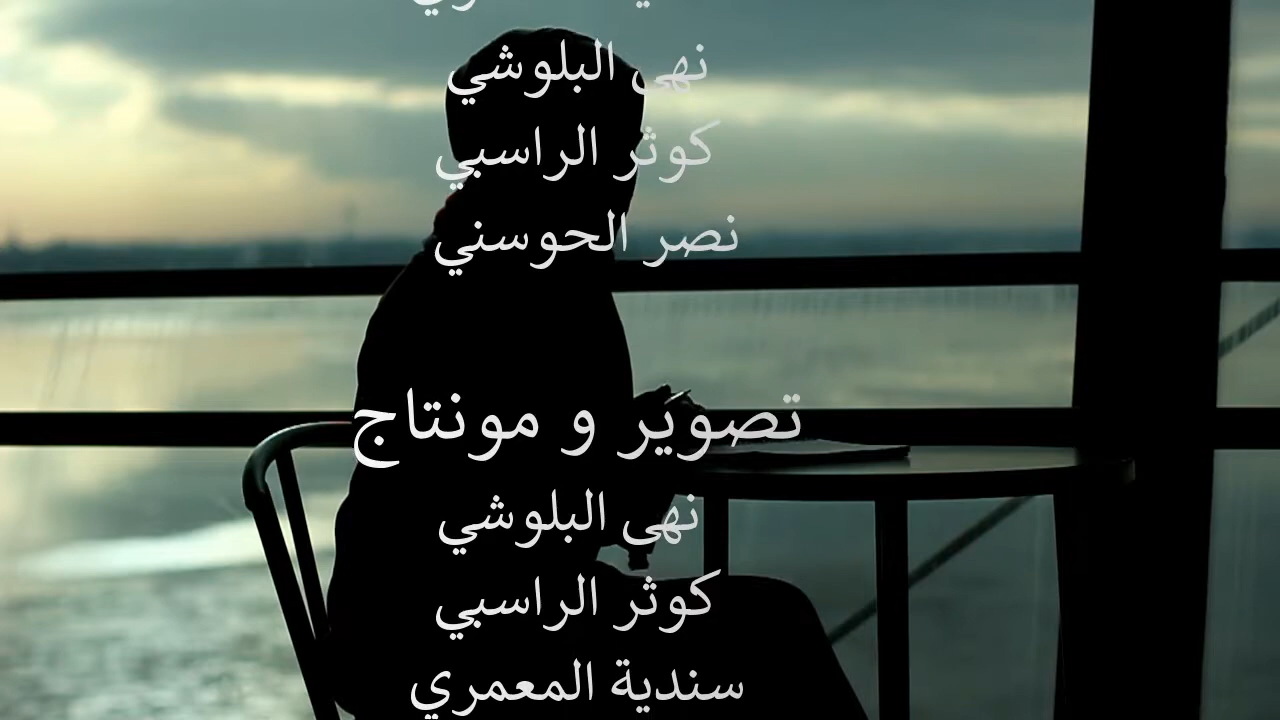 نهى البلوشي
كوثر الراسبي
نصر الحوسني
تصوير و مونتاج
نهى البلوشي
كوثر الراسبي
سندية المعمري